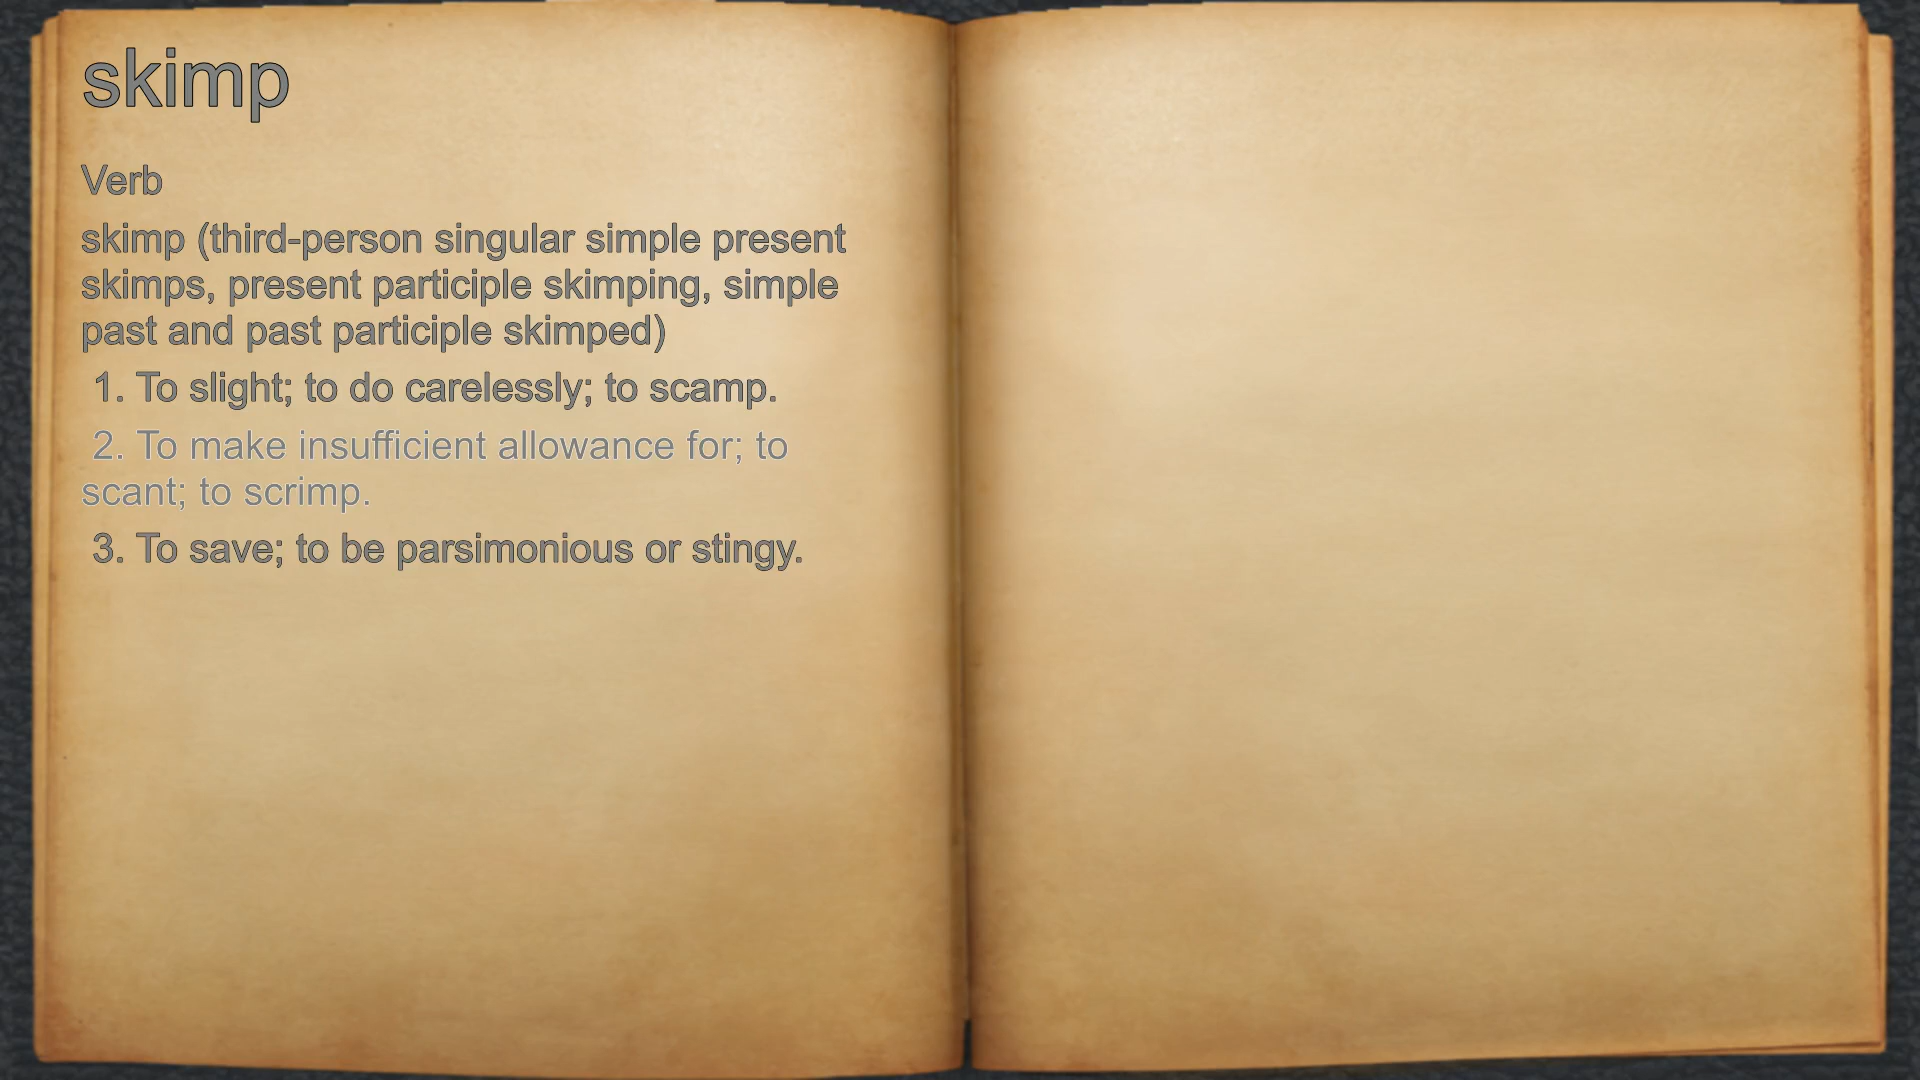 skimp
Verb
skimp (third-person singular simple present
skimps, present participle skimping, simple
past and past participle skimped)
1. To slight; to do carelessly; to scamp.
2. To make insufficient allowance for; to
scant; to scrimp.
3. To save; to be parsimonious or stingy.